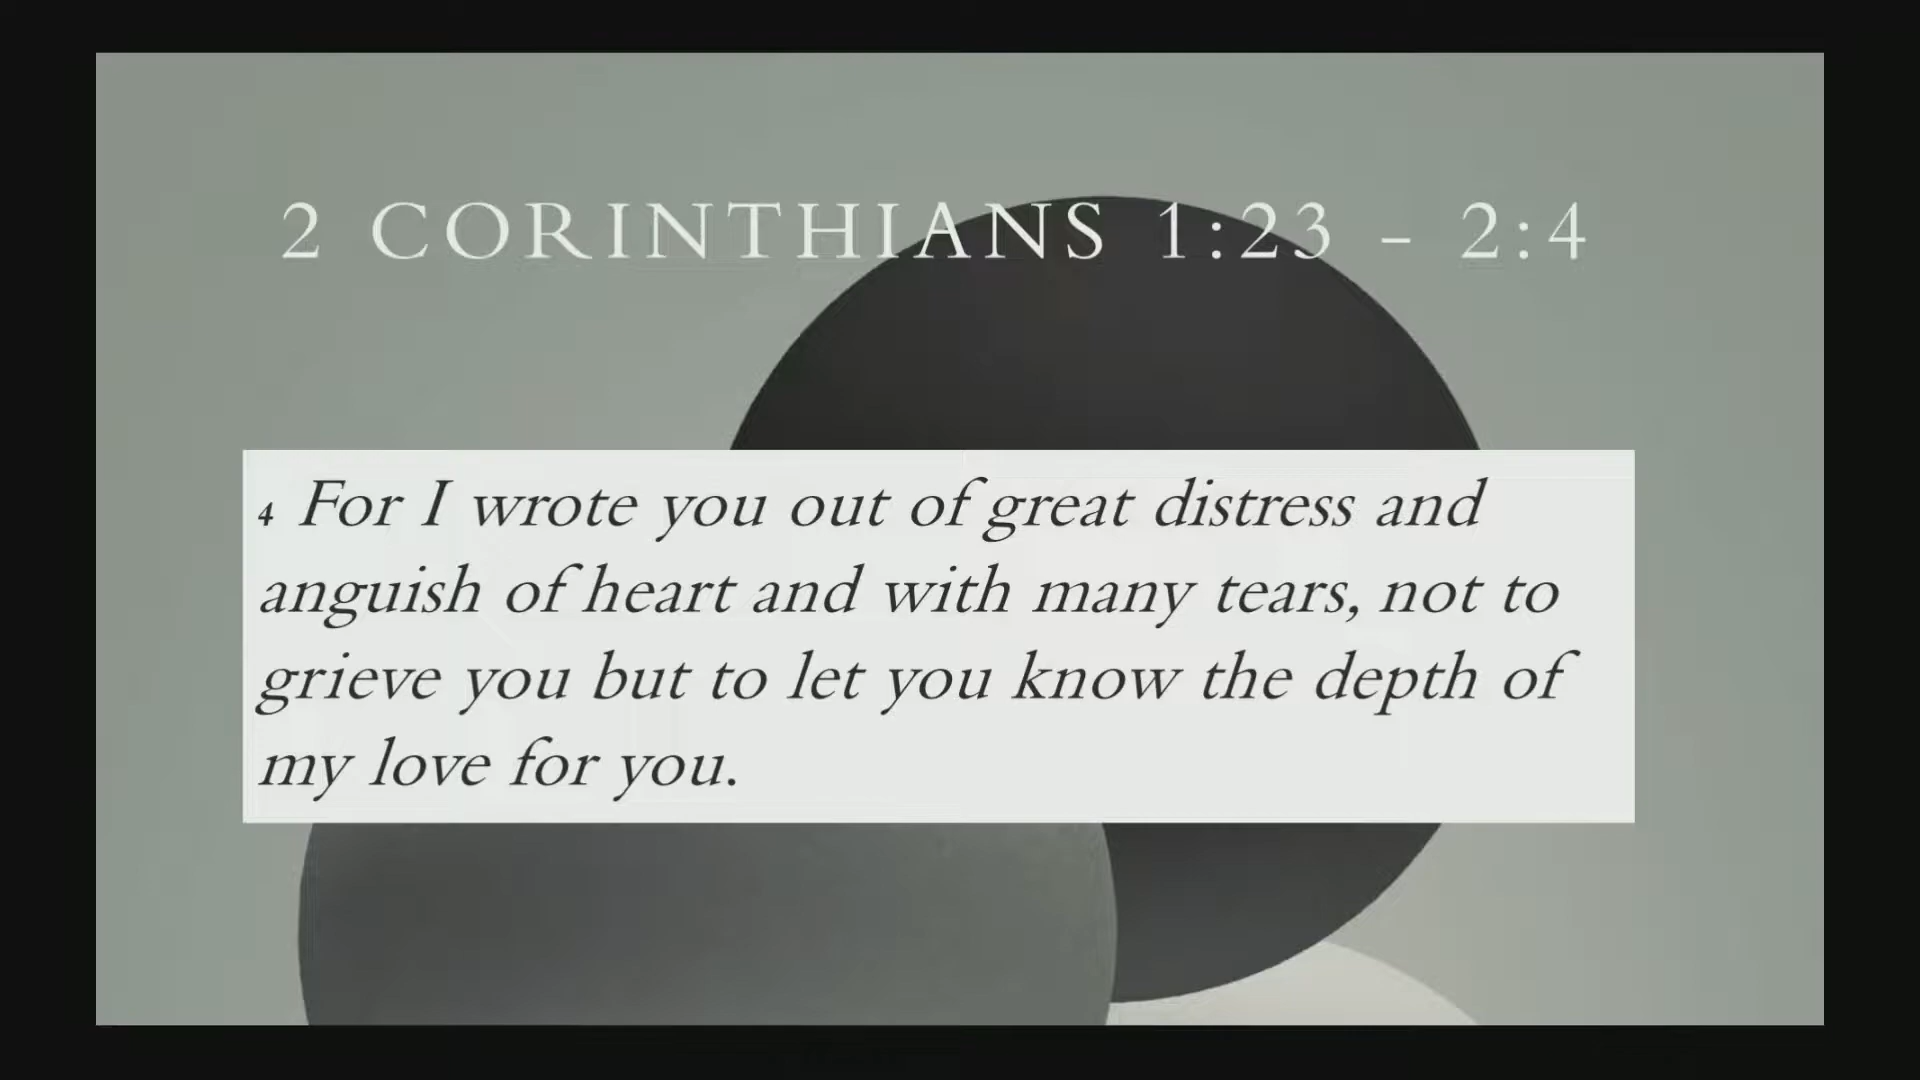 2 CORINTHIANS 1:23 – 2:4
4 For I wrote you out of great distress and
anguish of heart and with many tears, not to
grieve you but to let you know the depth of
my love for you.